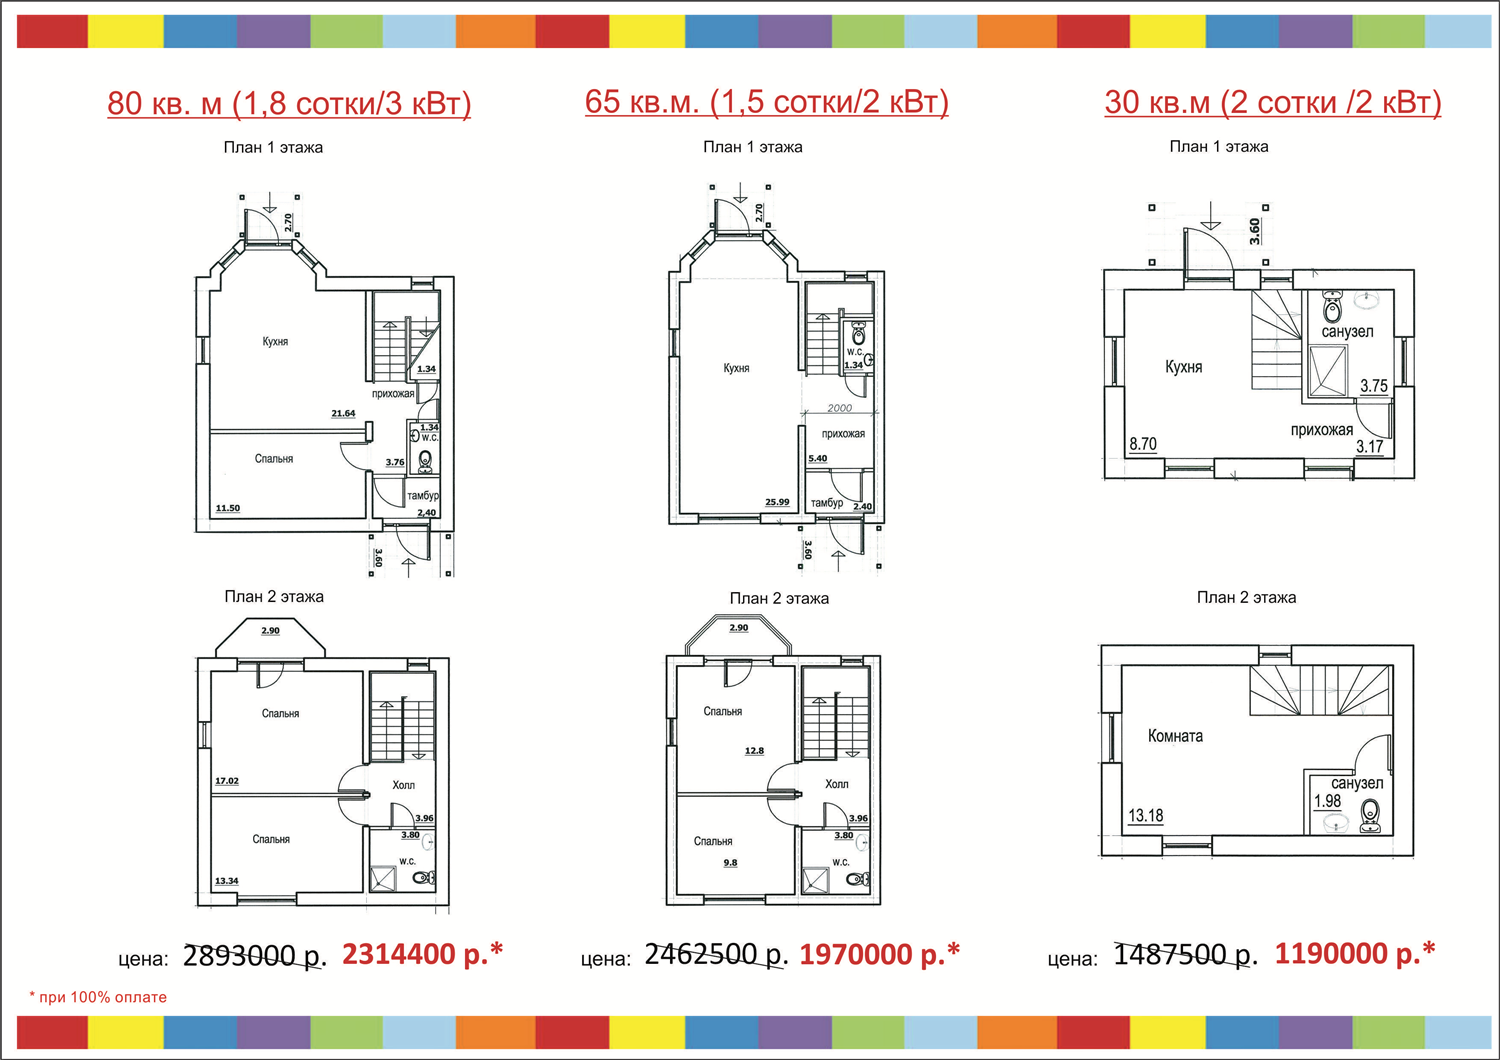 80 кв. м (1,8 сотки/3 кВт)
План 1 этажа
2.70
Кухня
1.34
прихожая
21.64
1.34
w.c.
Спальня
3.76
тамбур
11.50
2,40
3.60
План 2 этажа
2.90
Спальня
17.02
Холл
3.96
3.80
Спальня
w.c.
13.34
цена: 2893000 р. 2314400 р.*
65 кв.м. (1,5 сотки/2 кВт)
План 1 этажа
2.70
w.c.
1.34
Кухня
2000
прихожая
5.40
25.99
тамбур
2.40
3.60
План 2 этажа
2.90
Спальня
12.8
Холл
3.96
3.80
Спальня
w.c.
9.8
цена: 2462500 р. 1970000 р.*
30 кв.м (2 сотки /2 кВт)
План 1 этажа
3.60
санузел
Кухня
3.75
прихожая
8.70
3.17
План 2 этажа
Комната
санузел
1.98
13.18
цена: 1487500 р. 1190000 р.*
* при 100% оплате